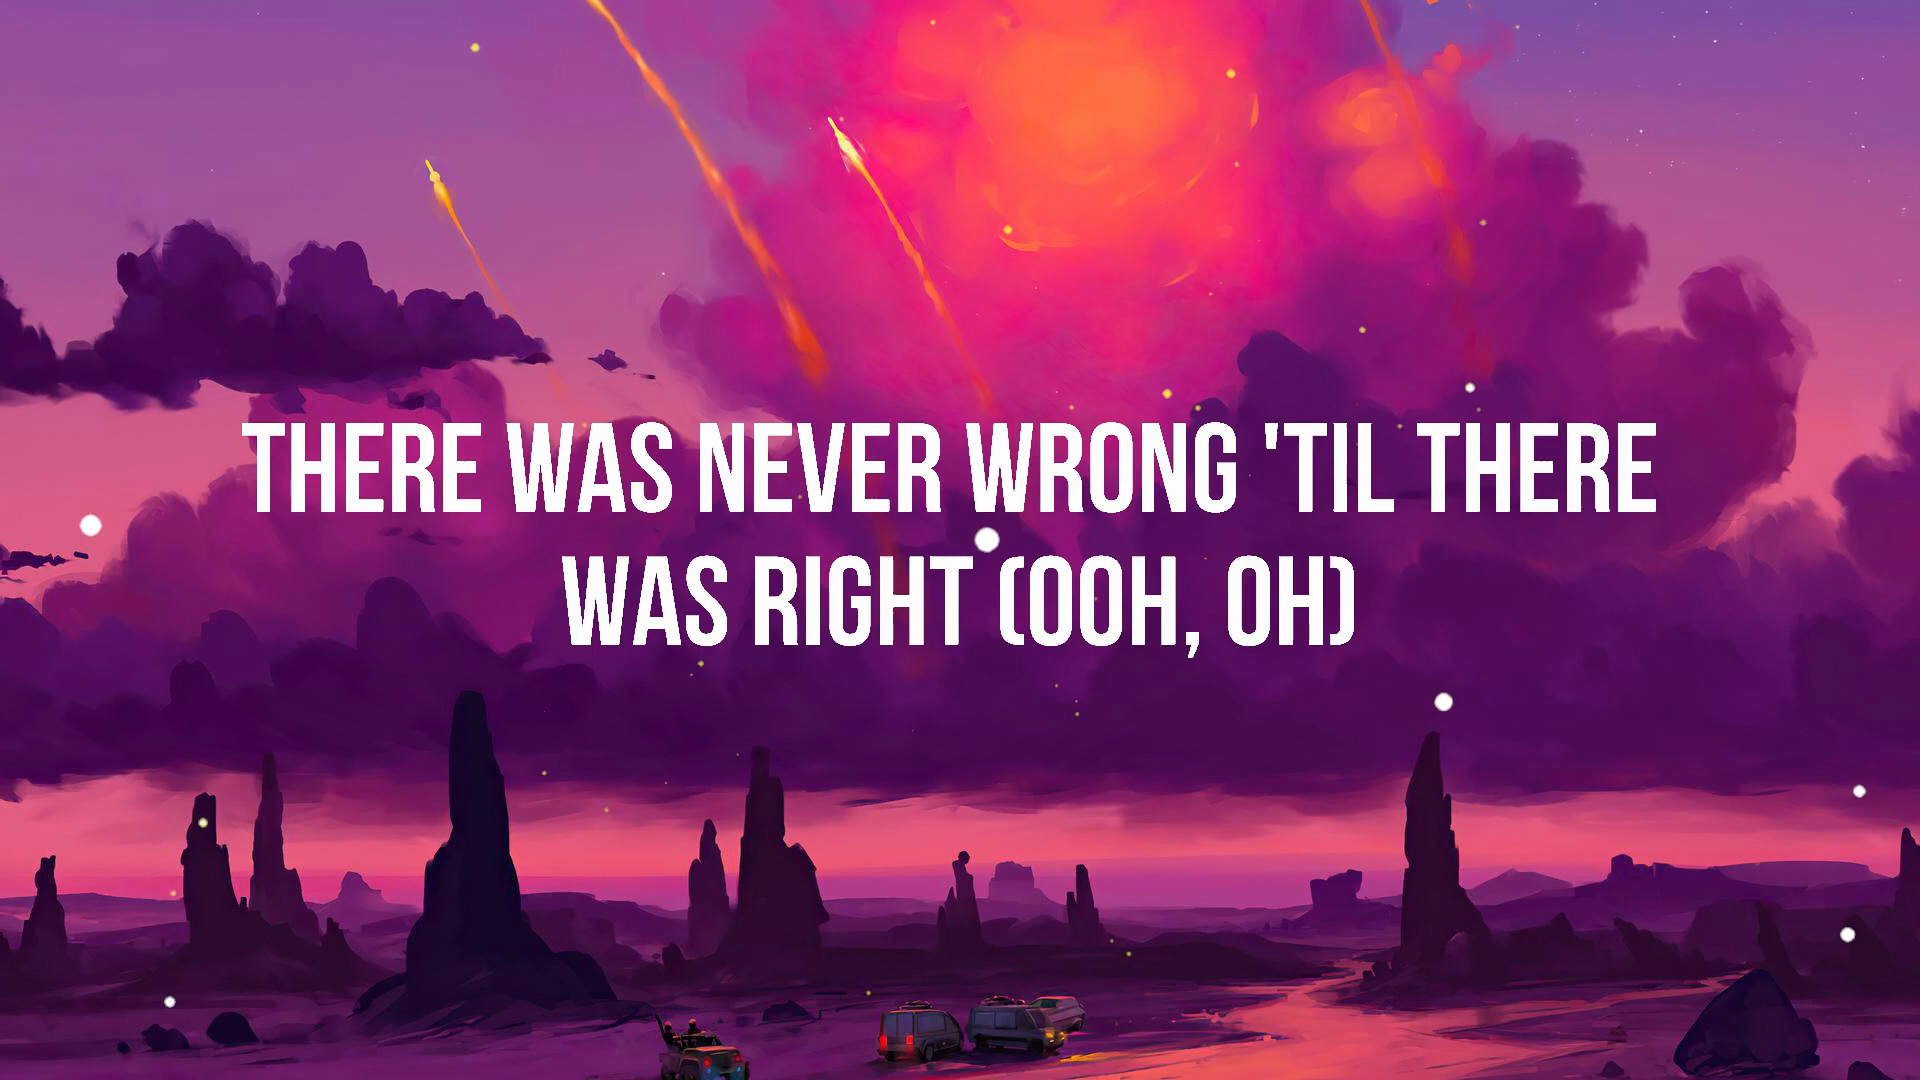 THERE WAS NEVER WRONG 'TIL THERE
WAS RIGHT (OOH, OH)